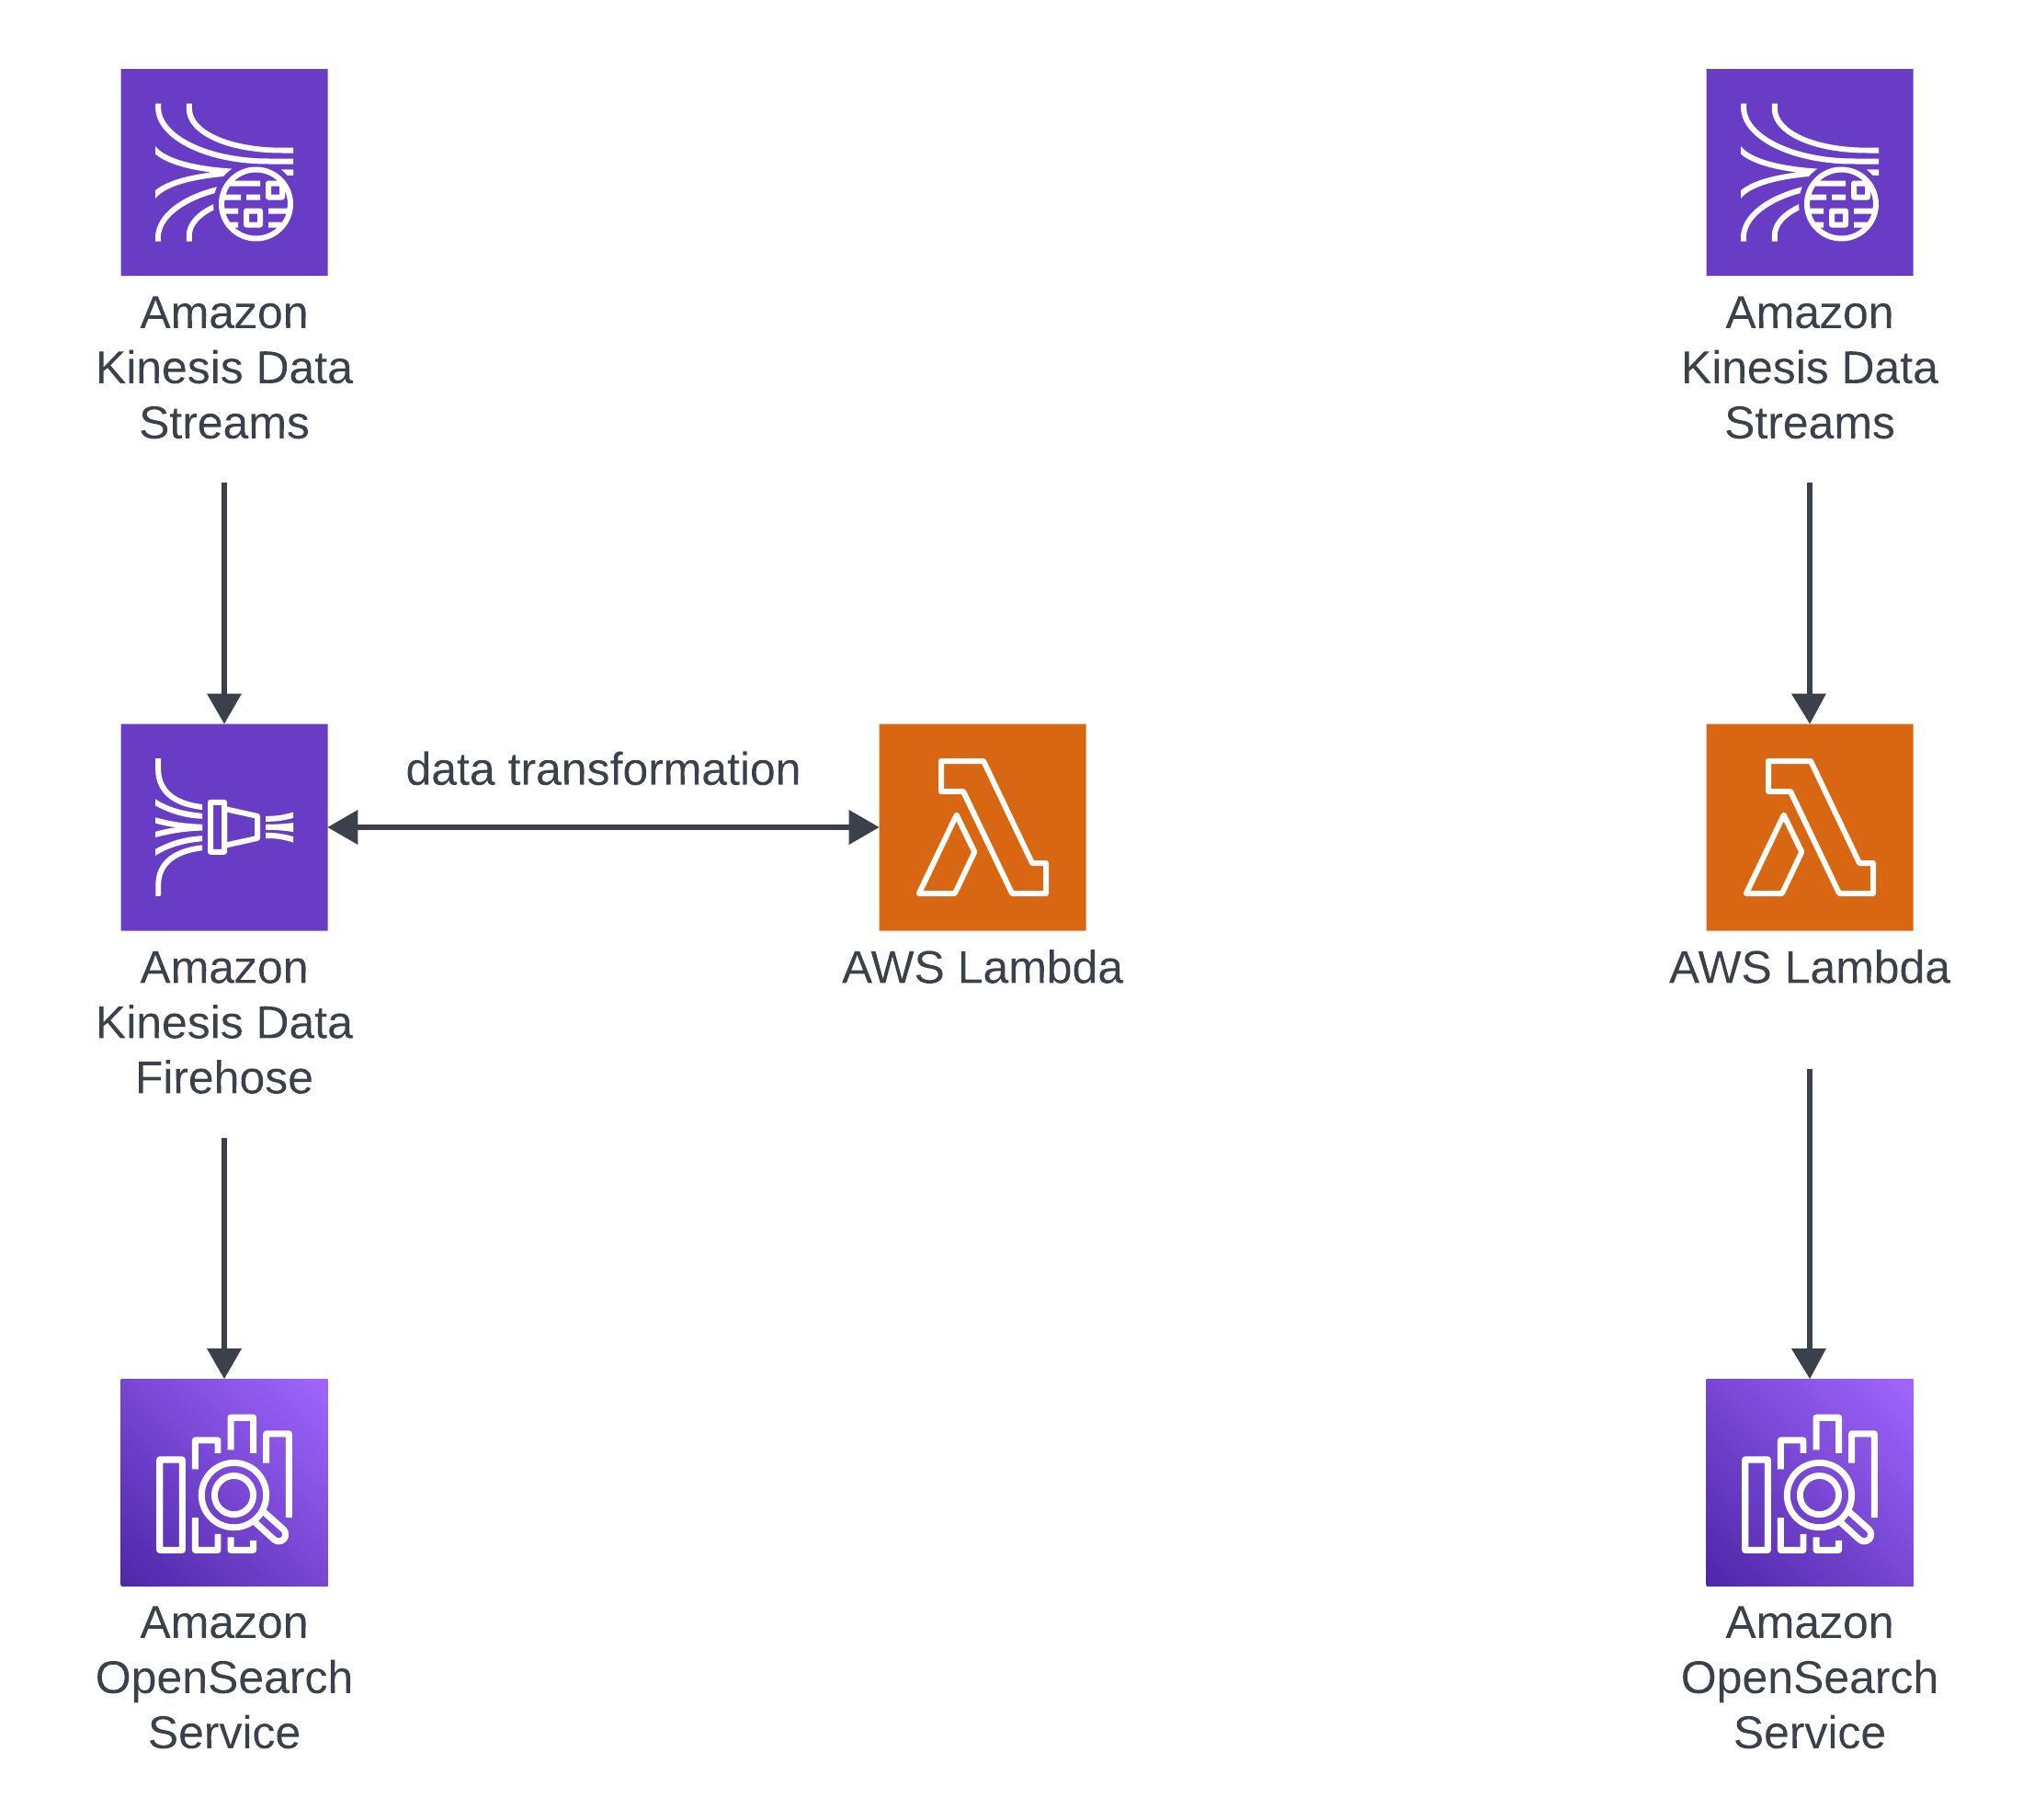 Amazon
Kinesis Data
Streams
Amazon
Kinesis Data
Streams
data transformation
Amazon
Kinesis Data
Firehose
AWS Lambda
AWS Lambda
Amazon
OpenSearch
Service
Amazon
OpenSearch
Service